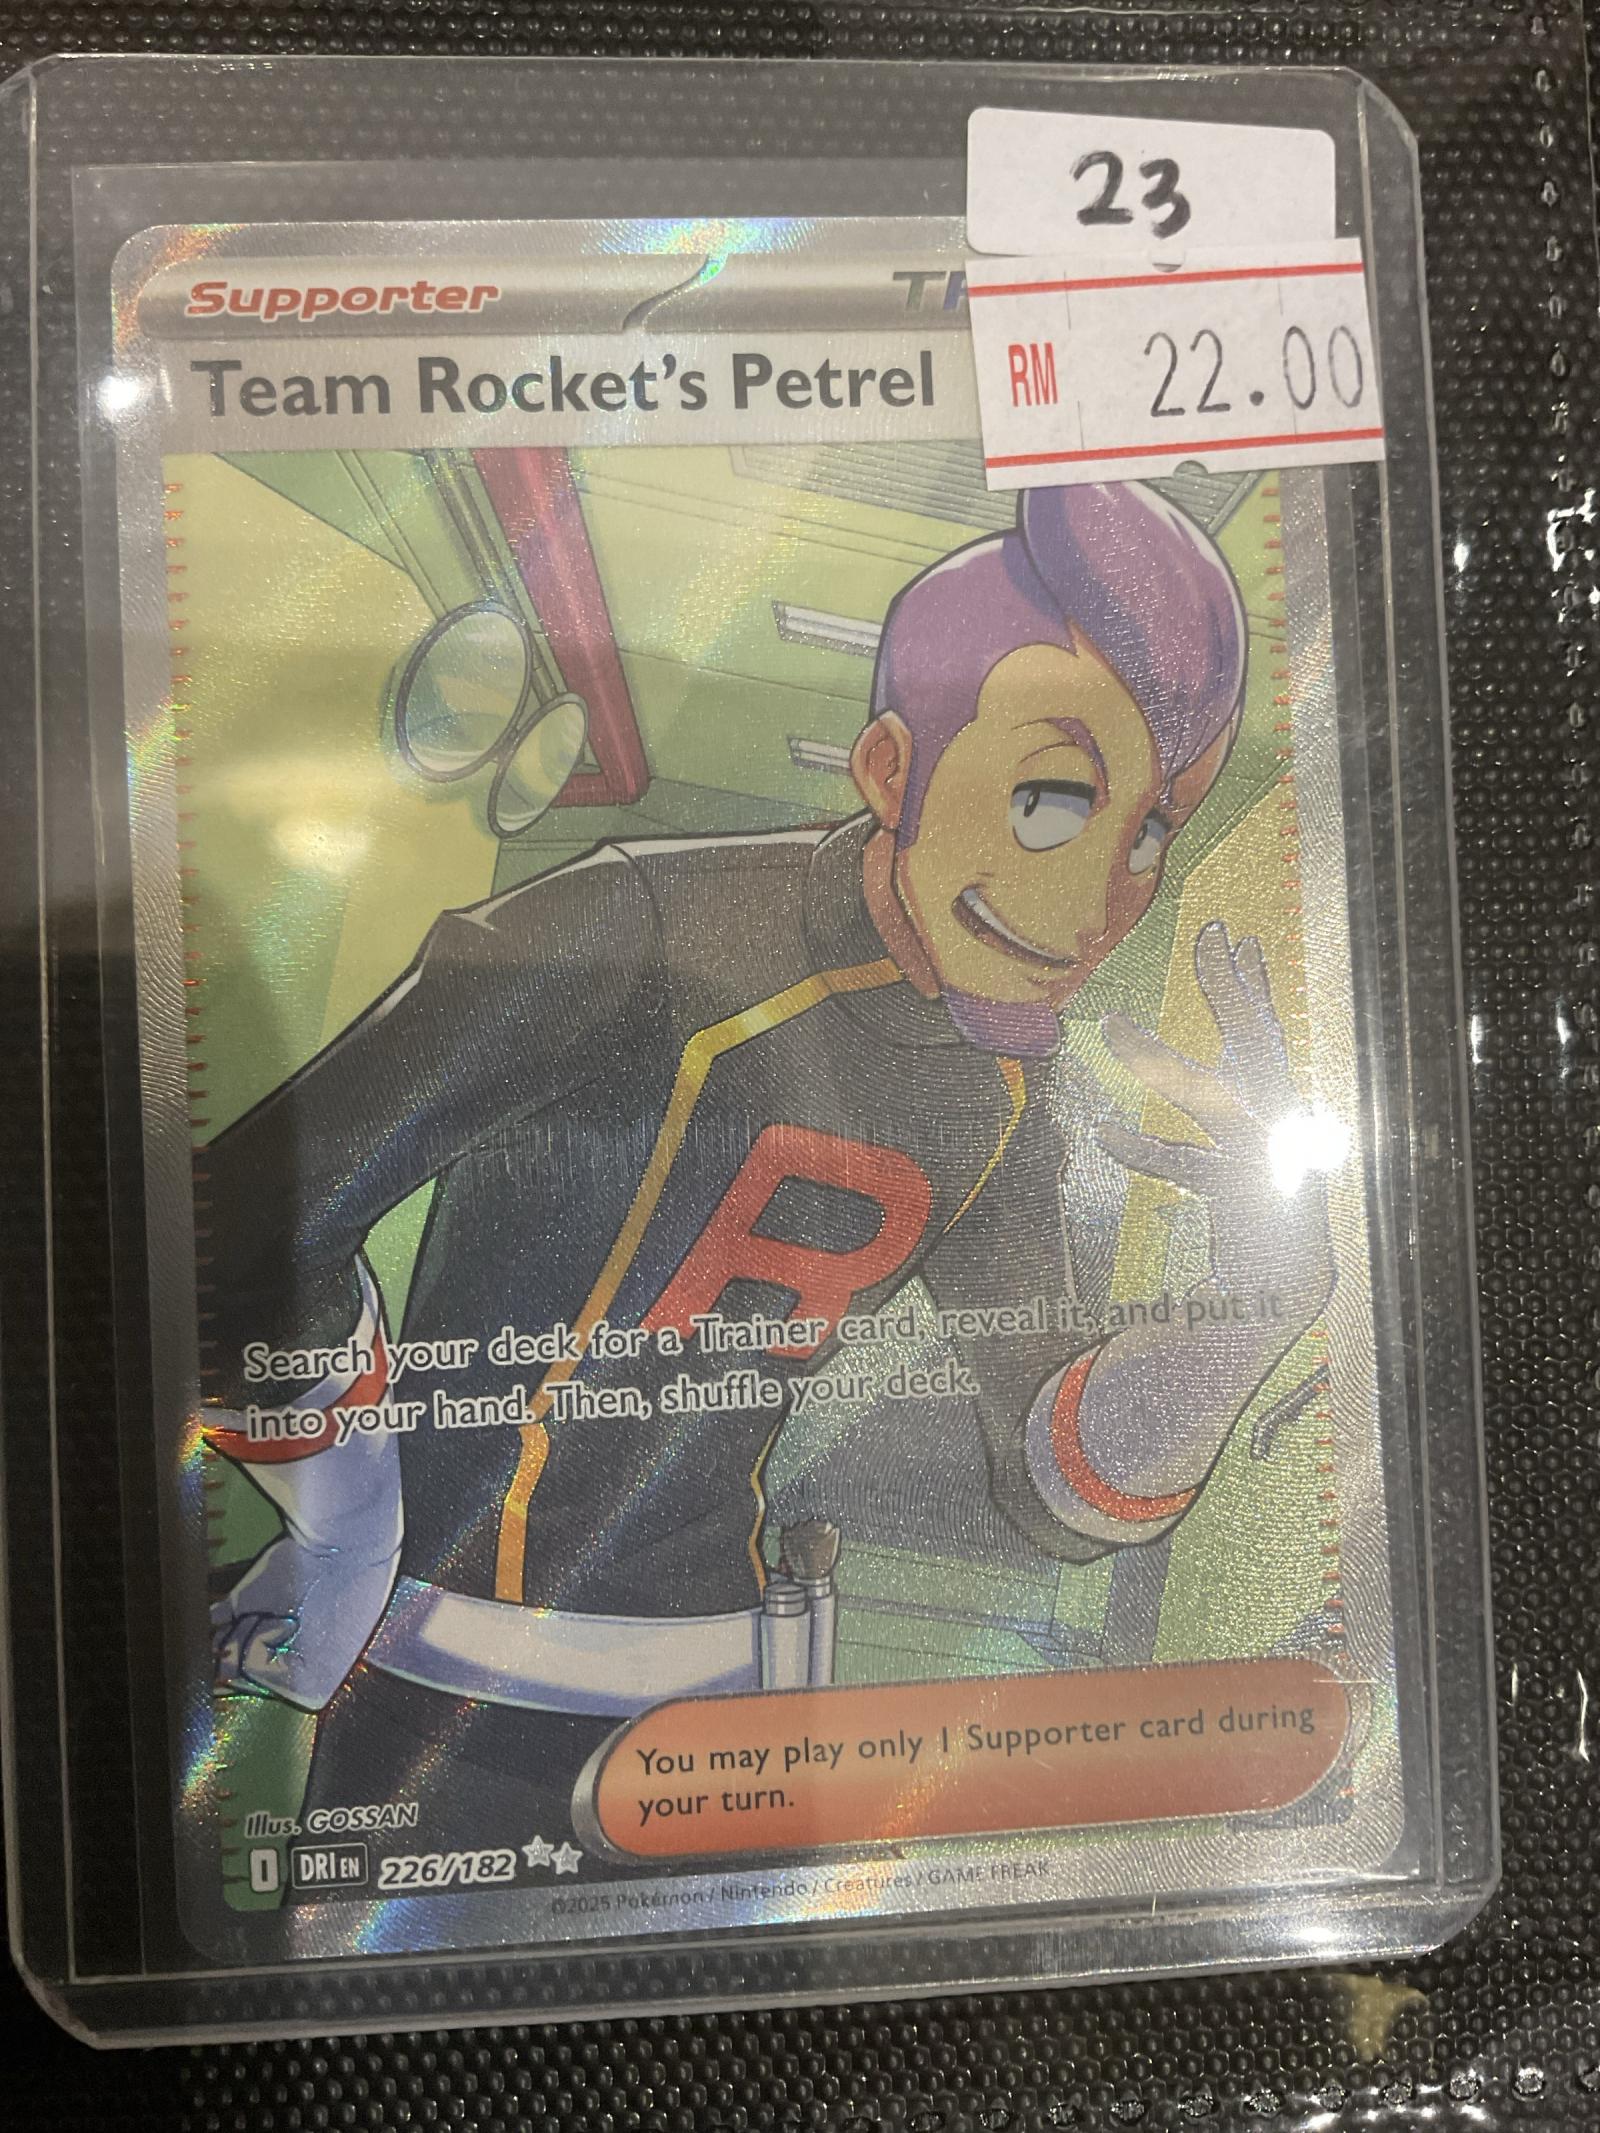 23
Supporter
RM 22.00
Team Rocket's Petrel
R
Search your deck for a Trainer card, reveal it, and put it
into your hand. Then, shuffle your deck.
You may play only 1 Supporter card during
your turn.
Illus. GOSSAN
I DRI EN 226/182
©2025 Pokémon / Nintendo / Creatures / GAME FREAK